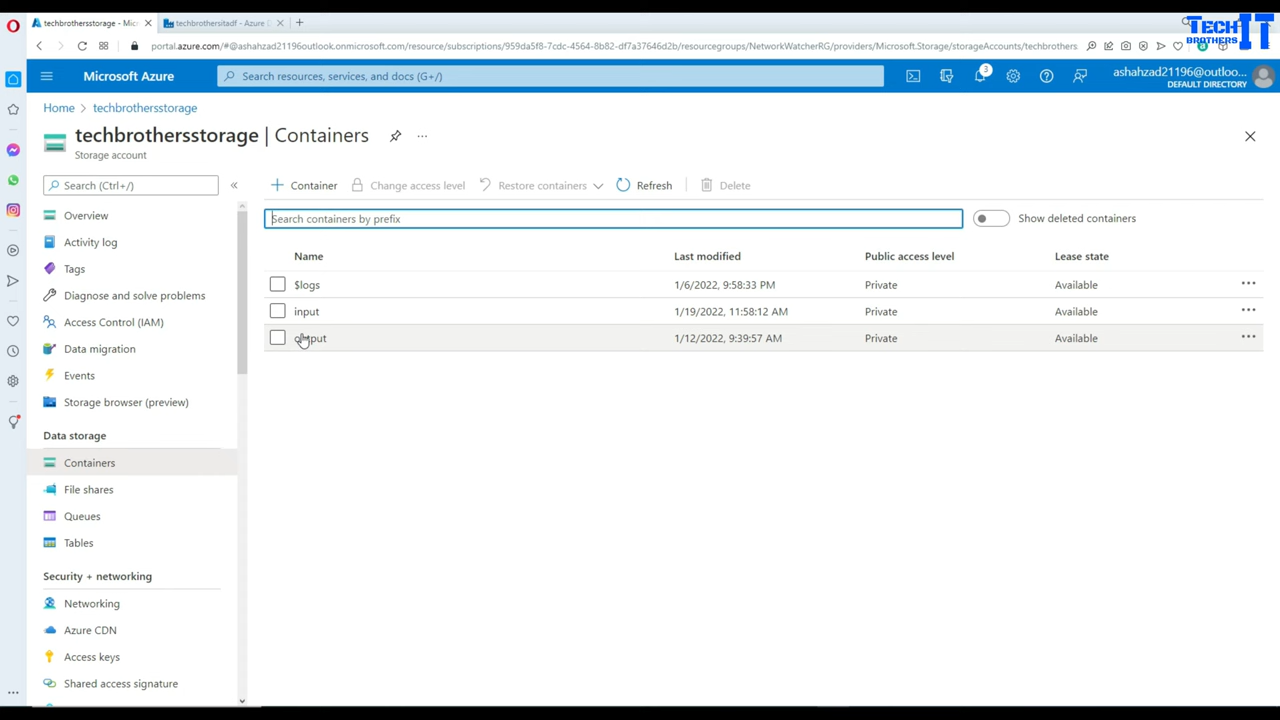 techbrothersstorage - Mic
techbrothersitadf - Azure D
TECH
BROTHERS
IT
portal.azure.com/#@ashahzad21196outlook.onmicrosoft.com/resource/subscriptions/959da5f8-7cdc-4564-8b82-df7a37646d2b/resourcegroups/NetworkWatcherRG/providers/Microsoft.Storage/storageAccounts/techbrothers
Microsoft Azure
Search resources, services, and docs (G+/)
3
ashahzad21196@outloo...
DEFAULT DIRECTORY
Home > techbrothersstorage
techbrothersstorage | Containers
Storage account
Search (Ctrl+/)
Container
Change access level
Restore containers
Refresh
Delete
Search containers by prefix
Show deleted containers
Name Last modified Public access level Lease state
$logs 1/6/2022, 9:58:33 PM Private Available
input 1/19/2022, 11:58:12 AM Private Available
output 1/12/2022, 9:39:57 AM Private Available
Overview
Activity log
Tags
Diagnose and solve problems
Access Control (IAM)
Data migration
Events
Storage browser (preview)
Data storage
Containers
File shares
Queues
Tables
Security + networking
Networking
Azure CDN
Access keys
Shared access signature